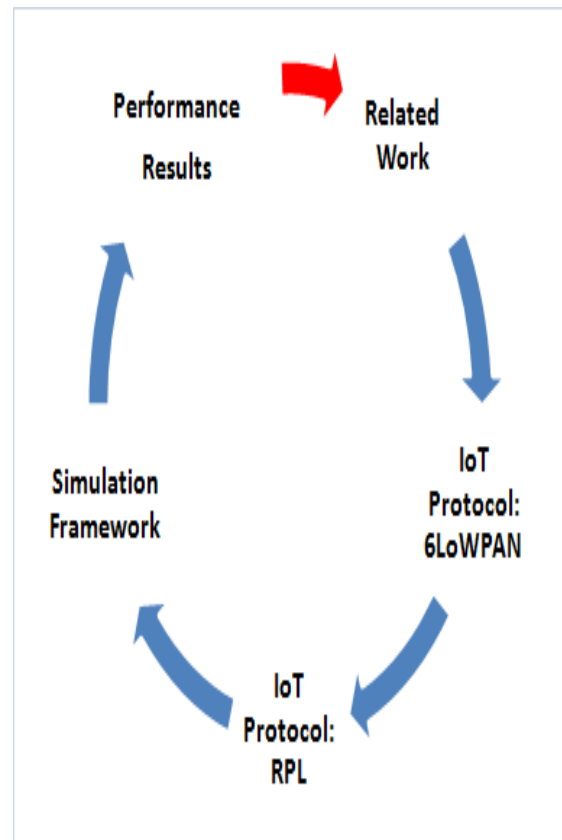 Performance
Results
Related
Work
IoT
Protocol:
6LoWPAN
IoT
Protocol:
RPL
Simulation
Framework